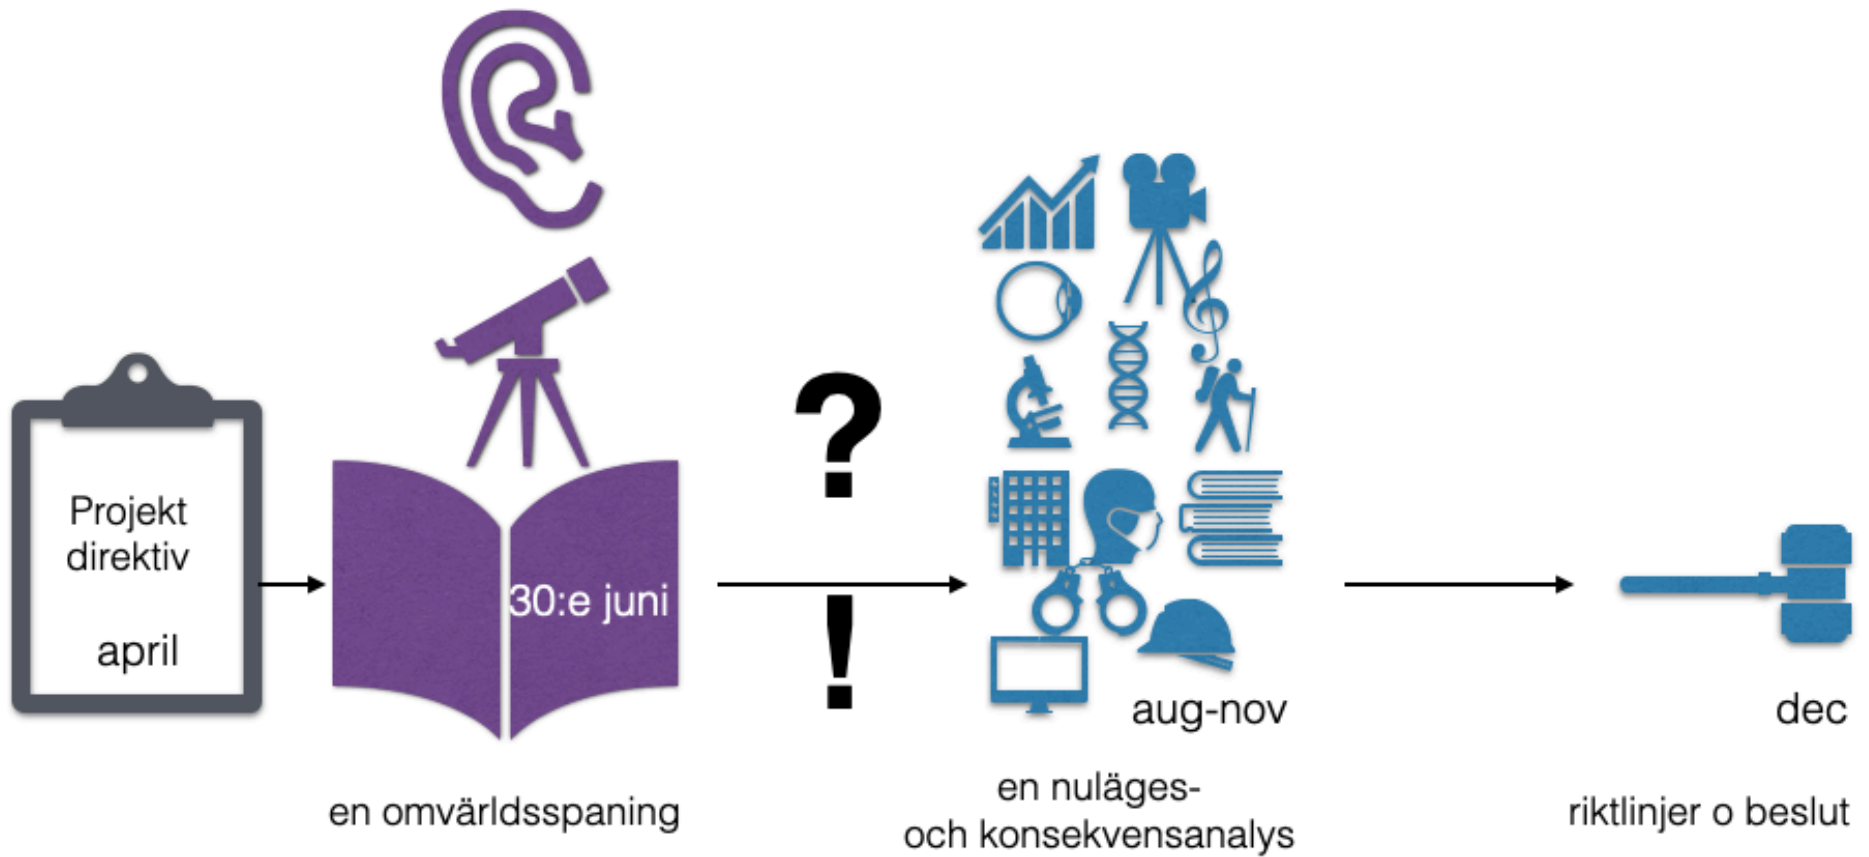 Projekt
direktiv
april
30:e juni
en omvärldsspaning
?
!
aug-nov
en nuläges-
och konsekvensanalys
dec
riktlinjer o beslut